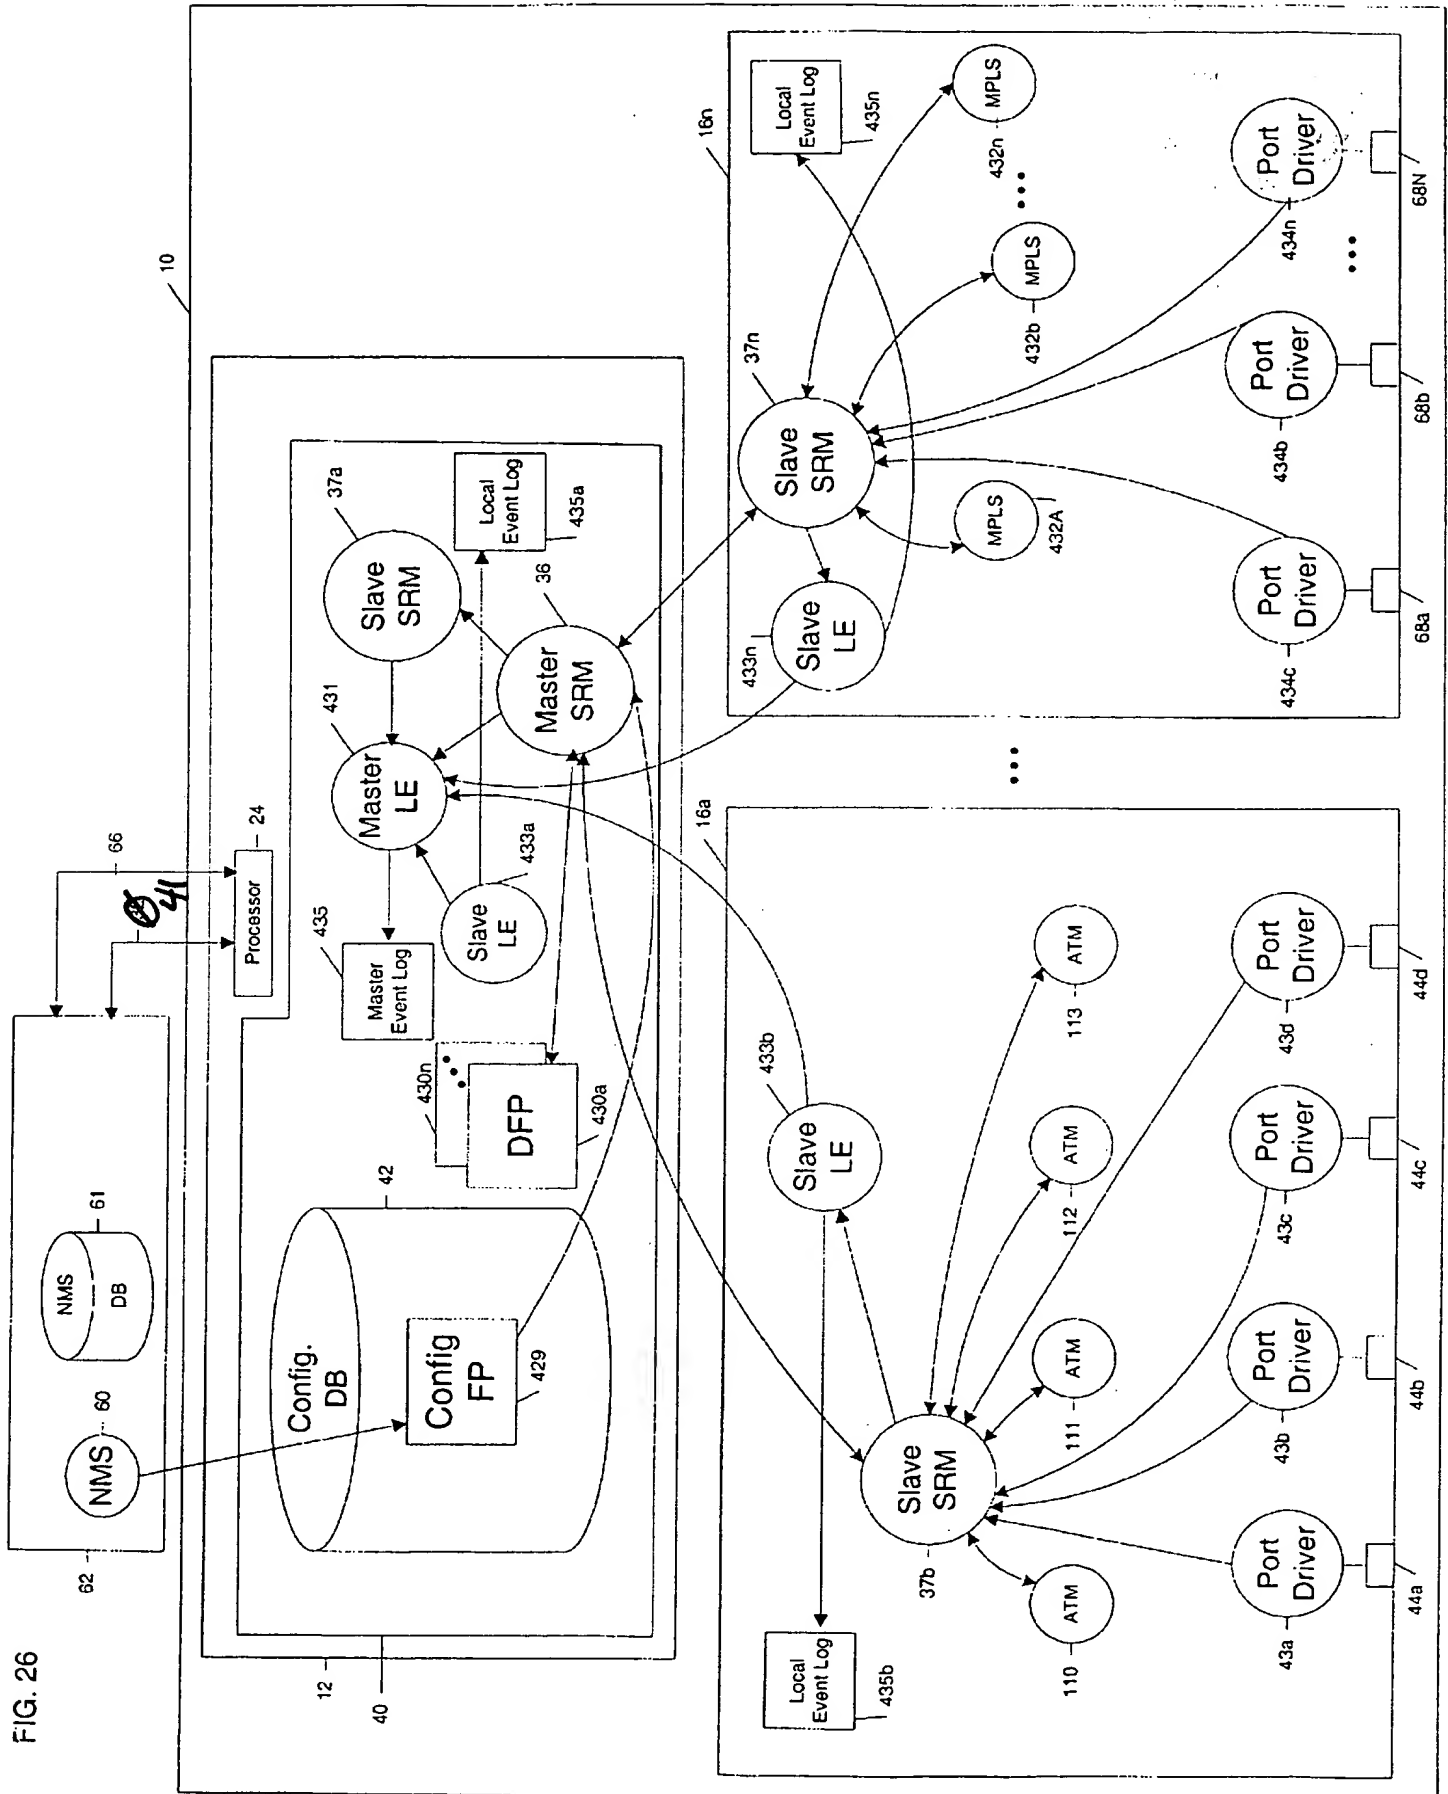 FIG. 26
62
NMS
60
NMS
DB
61
66
41
10
12
40
Processor
24
Config.
DB
42
Config
FP
429
430n
DFP
430a
Master
Event Log
435
Slave
LE
433a
Master
LE
431
Slave
SRM
37a
Master
SRM
36
Local
Event Log
435a
16a
Local
Event Log
435b
Slave
LE
433b
Slave
SRM
37b
ATM
110
ATM
111
ATM
112
ATM
113
Port
Driver
43a
44a
Port
Driver
43b
44b
Port
Driver
43c
44c
Port
Driver
43d
44d
16n
Slave
LE
433n
Slave
SRM
37n
Local
Event Log
435n
MPLS
432A
MPLS
432b
MPLS
432n
Port
Driver
434c
68a
Port
Driver
434b
68b
Port
Driver
434n
68N